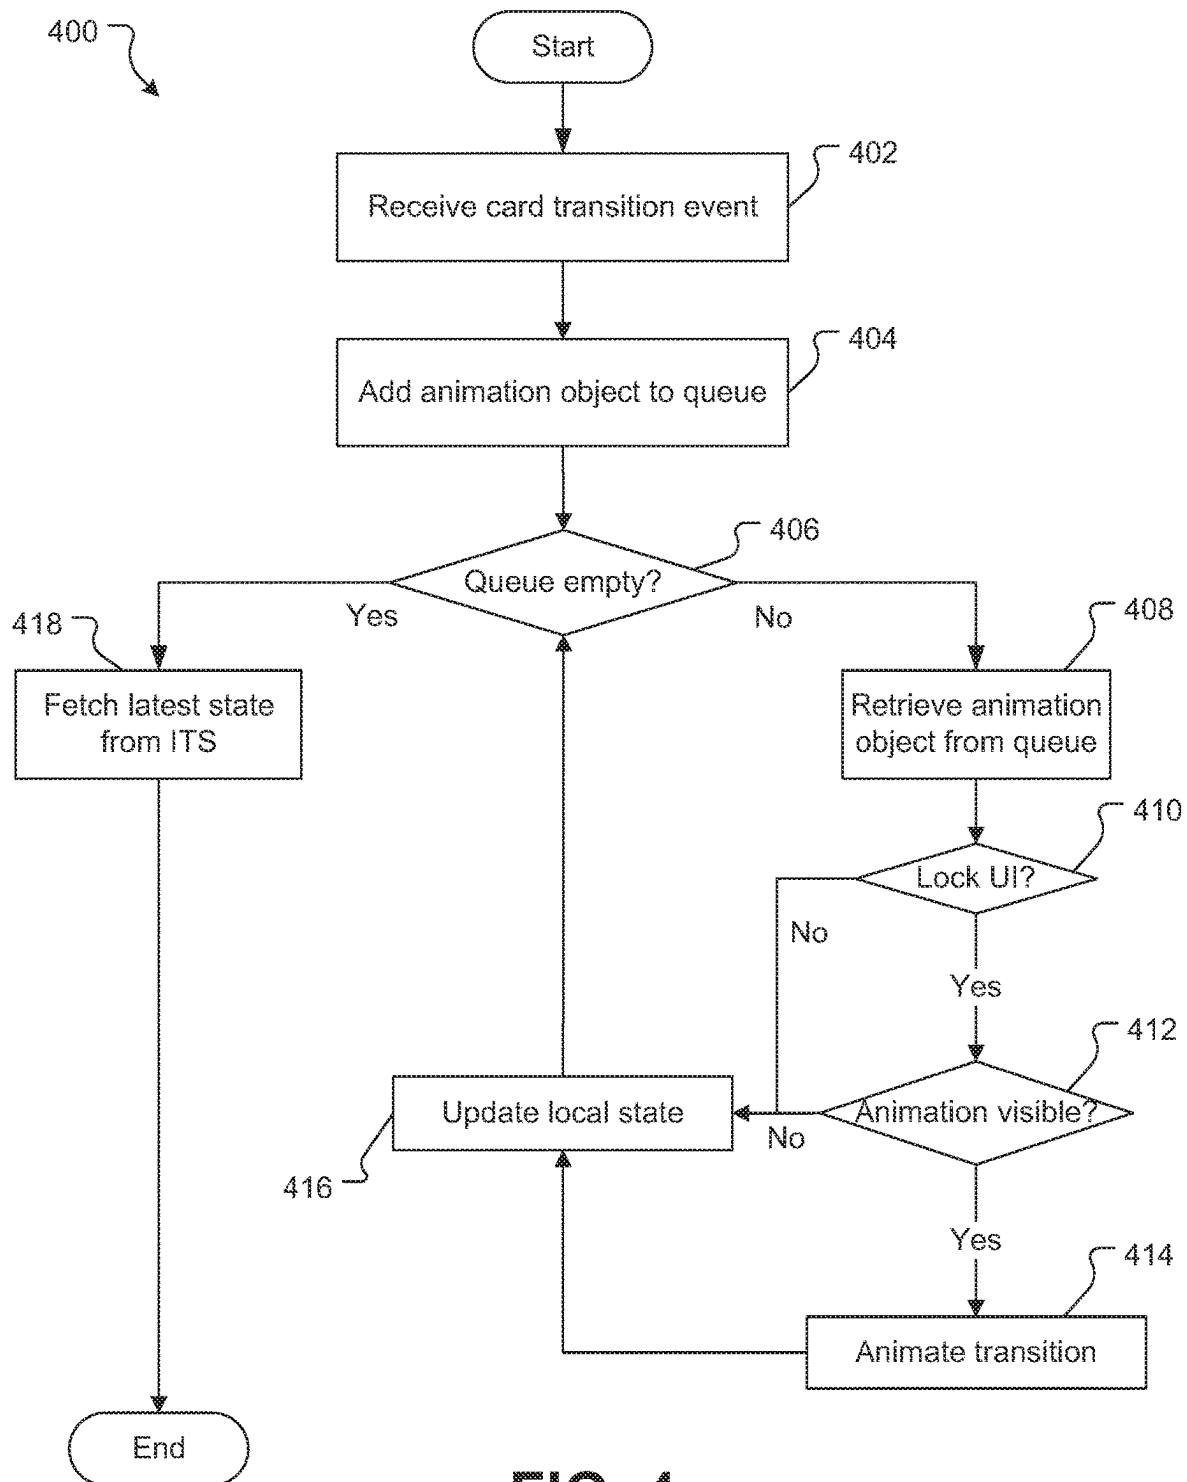 400
Start
402
Receive card transition event
404
Add animation object to queue
406
Queue empty?
Yes
No
418
408
Fetch latest state
from ITS
Retrieve animation
object from queue
410
Lock UI?
No
Yes
412
Animation visible?
No
Update local state
416
Yes
414
Animate transition
End